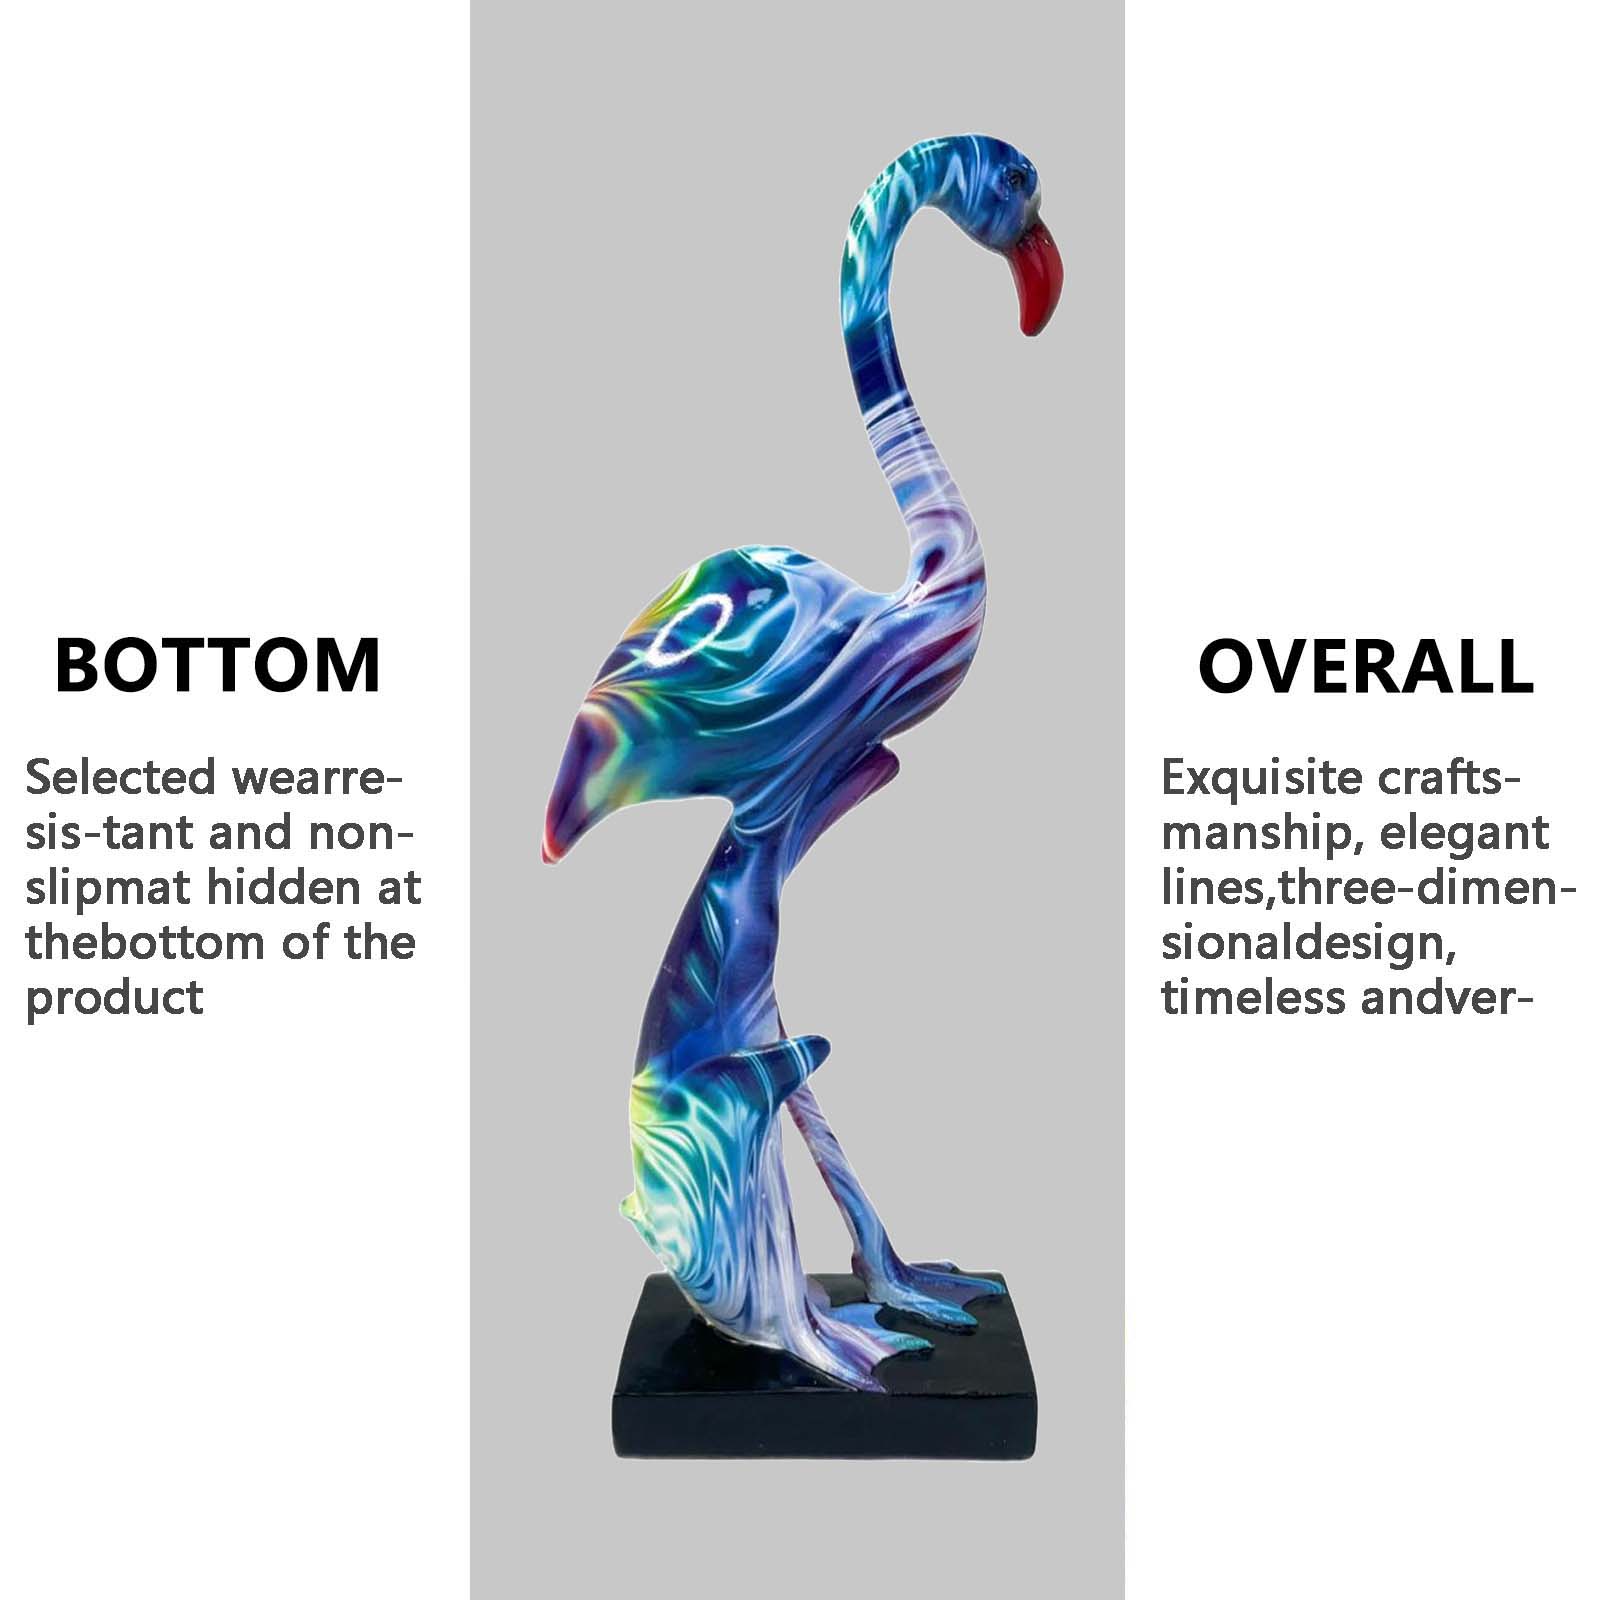 BOTTOM
Selected wearre-
sis-tant and non-
slipmat hidden at
thebottom of the
product
OVERALL
Exquisite crafts-
manship, elegant
lines,three-dimen-
sionaldesign,
timeless andver-